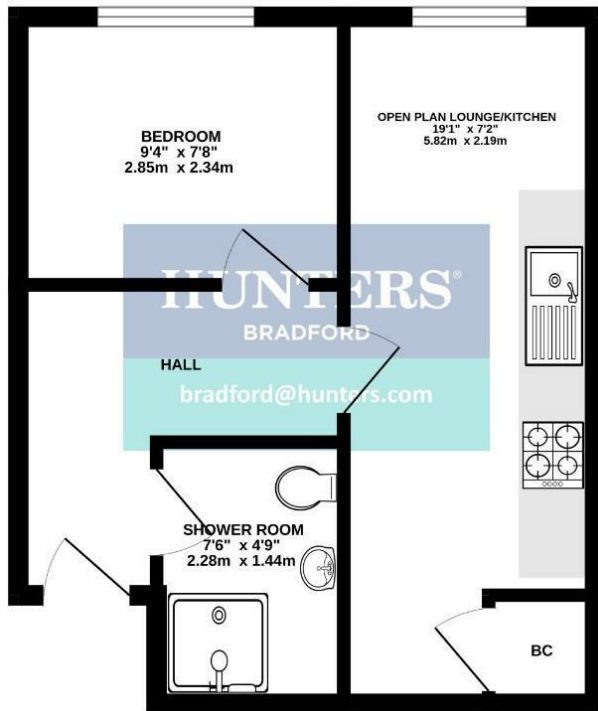 BEDROOM
9'4" x 7'8"
2.85m x 2.34m
OPEN PLAN LOUNGE/KITCHEN
19'1" x 7'2"
5.82m x 2.19m
HUNTERS®
BRADFORD
HALL
bradford@hunters.com
SHOWER ROOM
7'6" x 4'9"
2.28m x 1.44m
BC